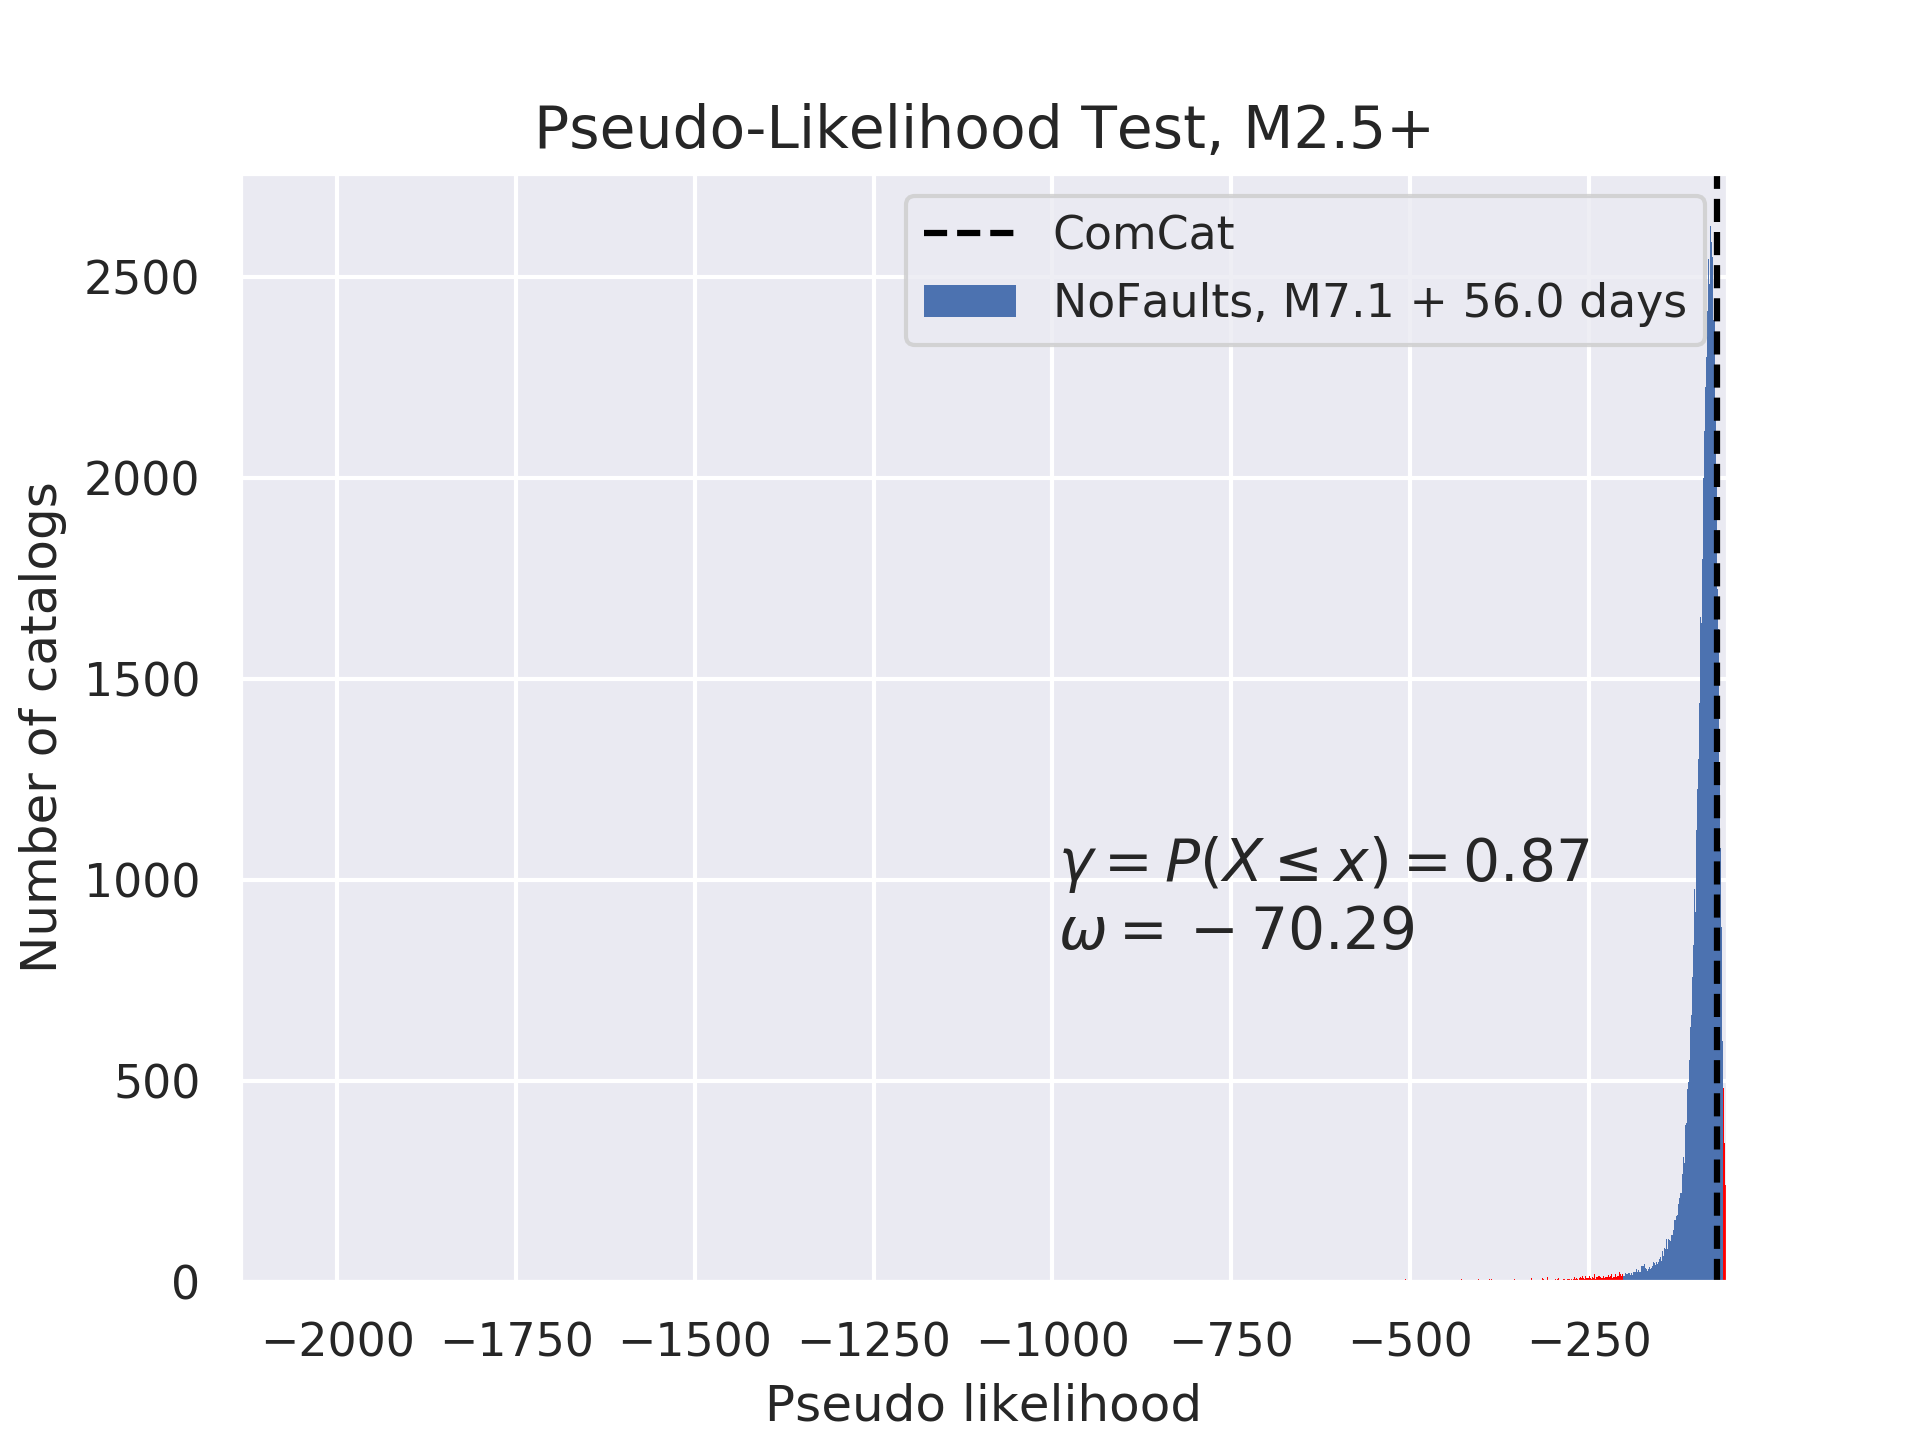 Pseudo-Likelihood Test, M2.5+
ComCat
NoFaults, M7.1 + 56.0 days
2500
2000
1500
1000
500
0
Number of catalogs
γ = P(X ≤ x) = 0.87
ω = − 70.29
−2000 −1750 −1500 −1250 −1000 −750 −500 −250
Pseudo likelihood